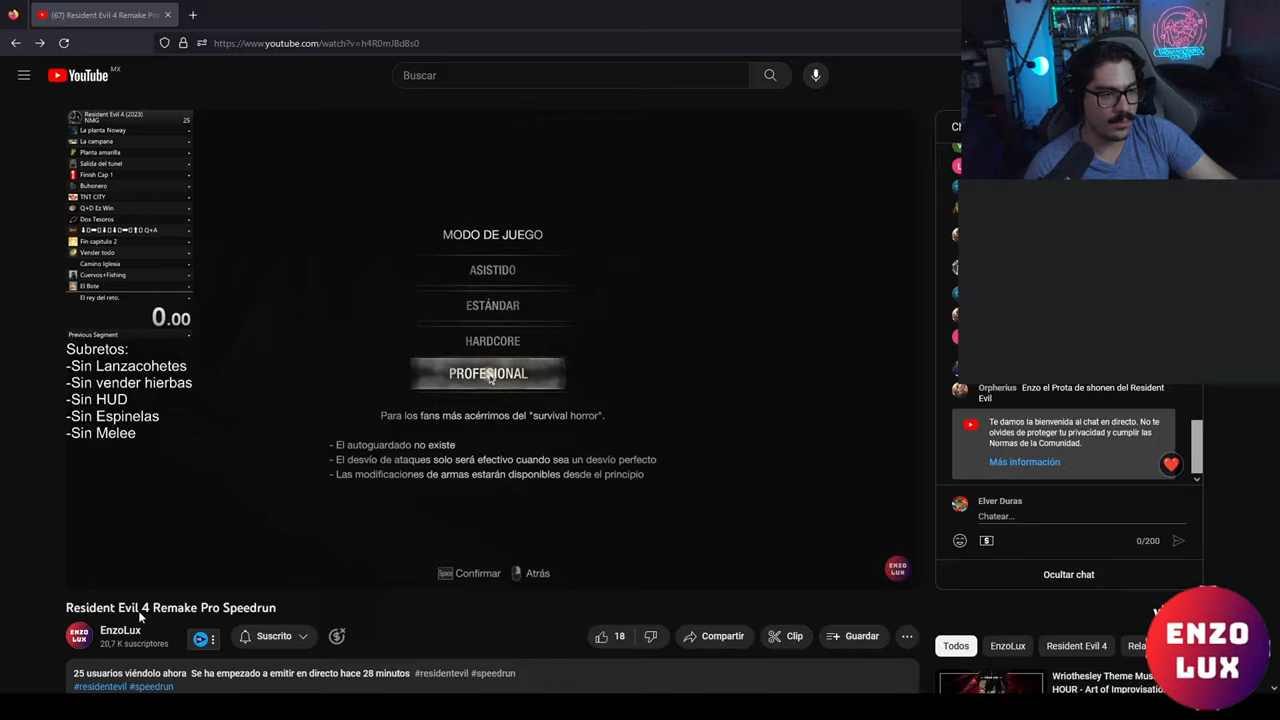 (67) Resident Evil 4 Remake Pro
https://www.youtube.com/watch?v=h4R0mJBd8s0
YouTube MX
Buscar
Resident Evil 4 (2023)
NMG 25
La planta Noway -
La campana -
Planta amarilla -
Salida del tunel -
Finish Cap 1 -
Buhonero -
TNT CITY -
Q+D Ez Win -
Dos Tesoros -
Q+A -
Fin capitulo 2 -
Vender todo -
Camino Iglesia -
Cuervos+Fishing -
El Bote -
El rey del reto. -
0.00
Previous Segment -
Subretos:
-Sin Lanzacohetes
-Sin vender hierbas
-Sin HUD
-Sin Espinelas
-Sin Melee
MODO DE JUEGO
ASISTIDO
ESTÁNDAR
HARDCORE
PROFESIONAL
Para los fans más acérrimos del "survival horror".
- El autoguardado no existe
- El desvío de ataques solo será efectivo cuando sea un desvío perfecto
- Las modificaciones de armas estarán disponibles desde el principio
Space Confirmar Atrás
ENZO
LUX
Orpherius Enzo el Prota de shonen del Resident
Evil
Te damos la bienvenida al chat en directo. No te
olvides de proteger tu privacidad y cumplir las
Normas de la Comunidad.
Más información
Elver Duras
Chatear...
0/200
Ocultar chat
Resident Evil 4 Remake Pro Speedrun
EnzoLux
20,7 K suscriptores
Suscrito
18
Compartir
Clip
Guardar
25 usuarios viéndolo ahora Se ha empezado a emitir en directo hace 28 minutos #residentevil #speedrun
#residentevil #speedrun
Todos
EnzoLux
Resident Evil 4
Wriothesley Theme Mus
HOUR - Art of Improvisatio
ENZO
LUX